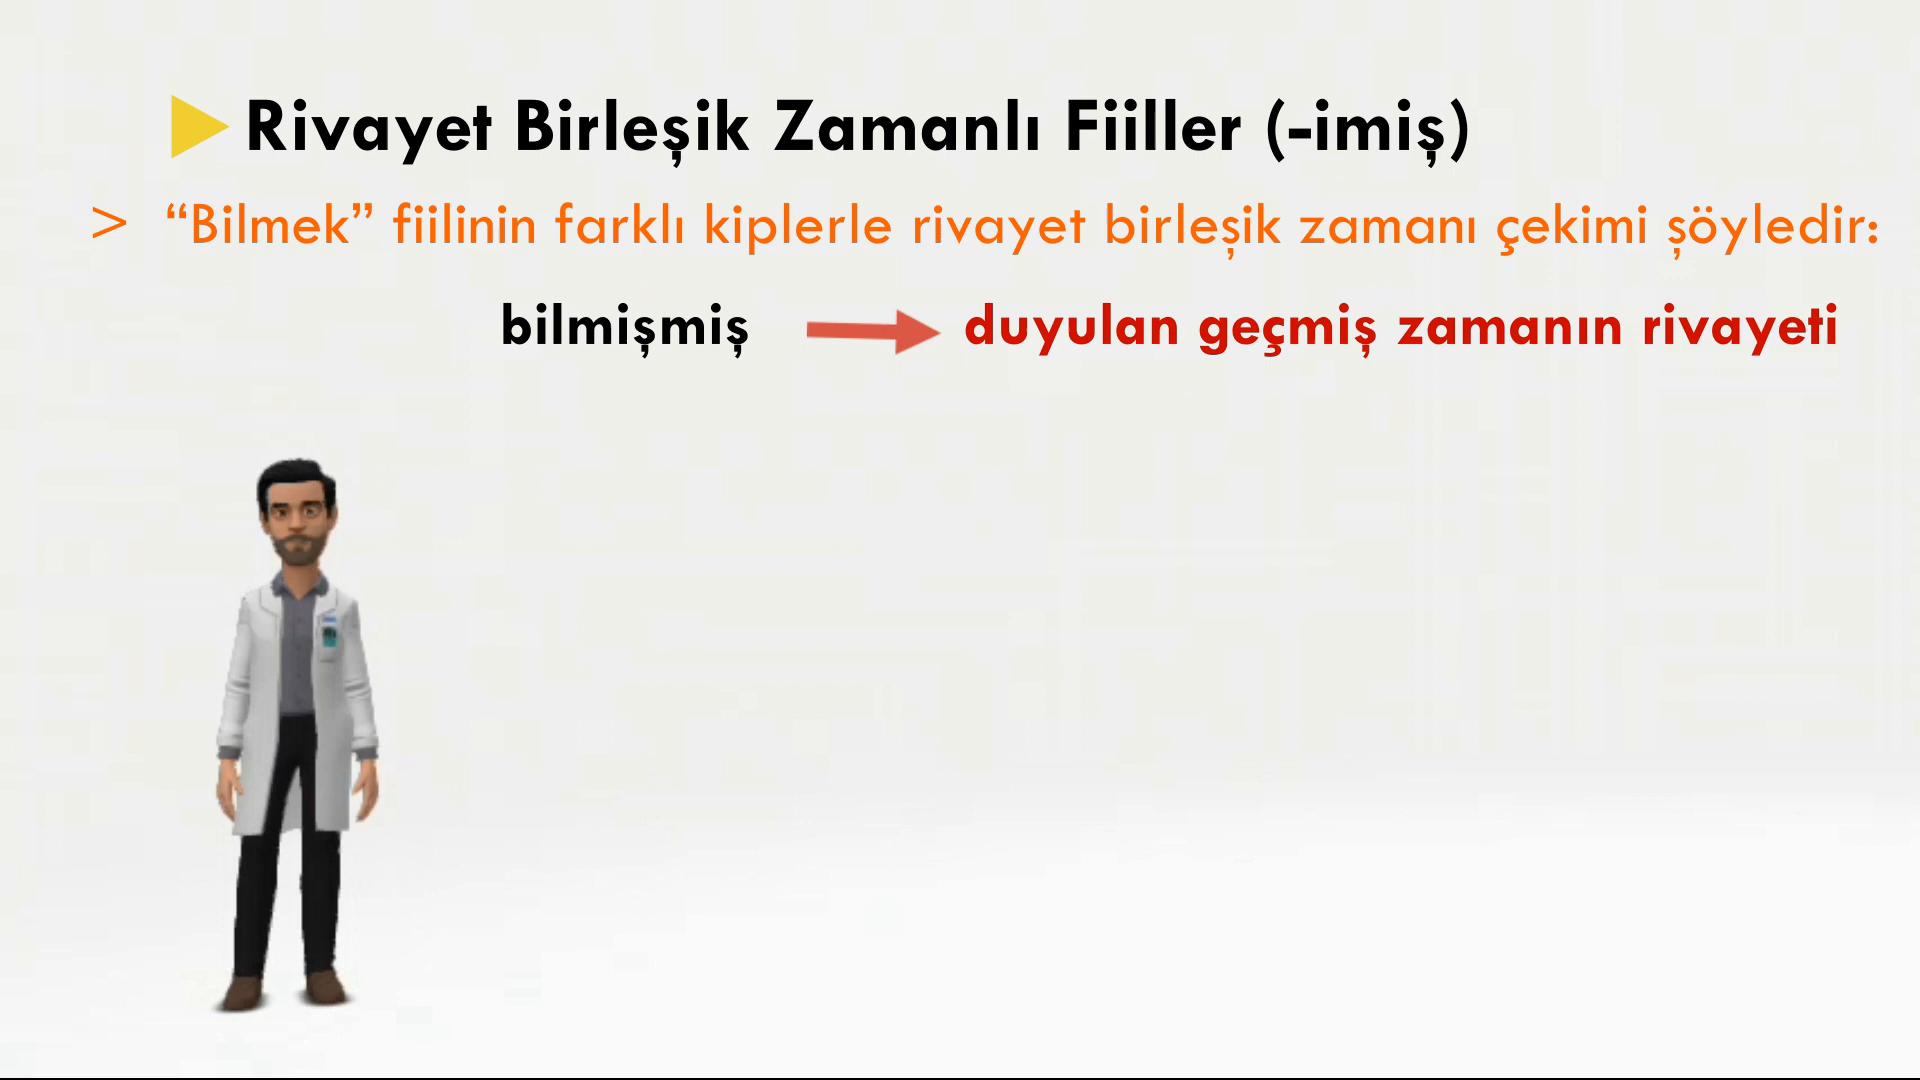 Rivayet Birleşik Zamanlı Fiiller (-imiş)
> “Bilmek” fiilinin farklı kiplerle rivayet birleşik zamanı çekimi şöyledir:
bilmişmiş duyulan geçmiş zamanın rivayeti